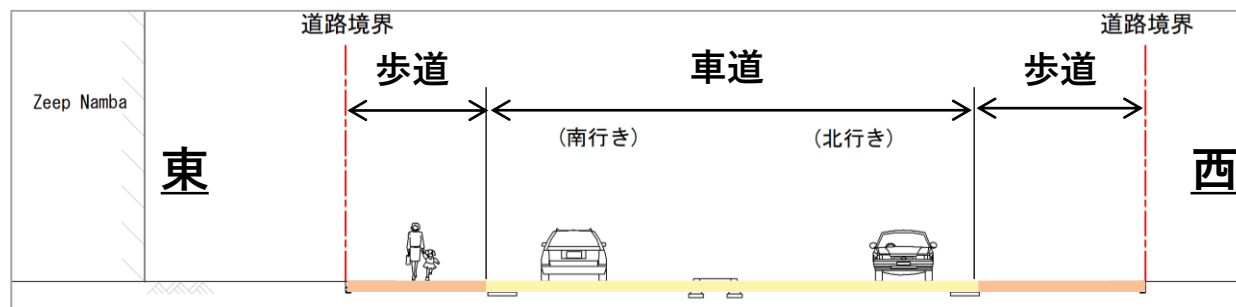 道路境界
道路境界
歩道
車道
歩道
Zeep Namba
(南行き)
(北行き)
東
西